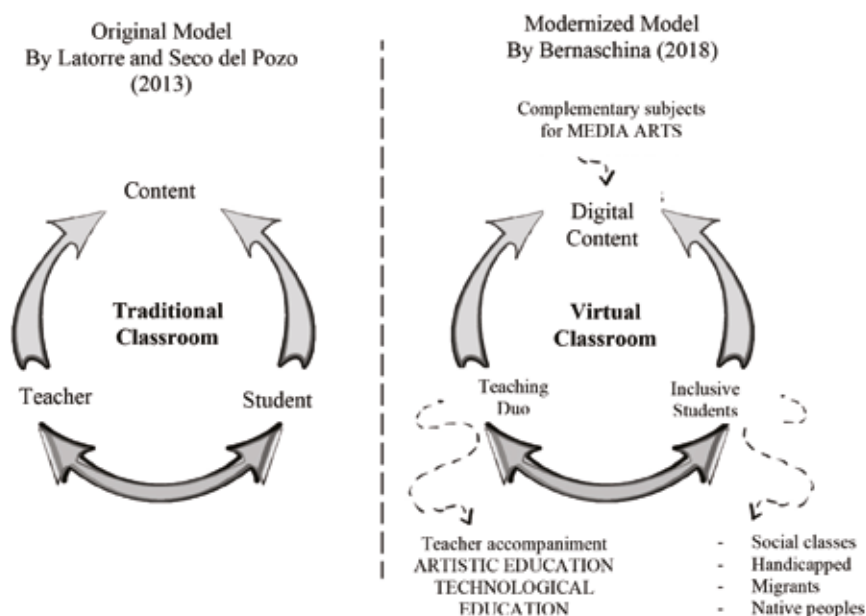 Original Model
By Latorre and Seco del Pozo
(2013)
Content
Traditional
Classroom
Teacher
Student
Modernized Model
By Bernaschina (2018)
Complementary subjects
for MEDIA ARTS
Digital
Content
Virtual
Classroom
Teaching
Duo
Inclusive
Students
Teacher accompaniment
ARTISTIC EDUCATION
TECHNOLOGICAL
EDUCATION
- Social classes
- Handicapped
- Migrants
- Native peoples